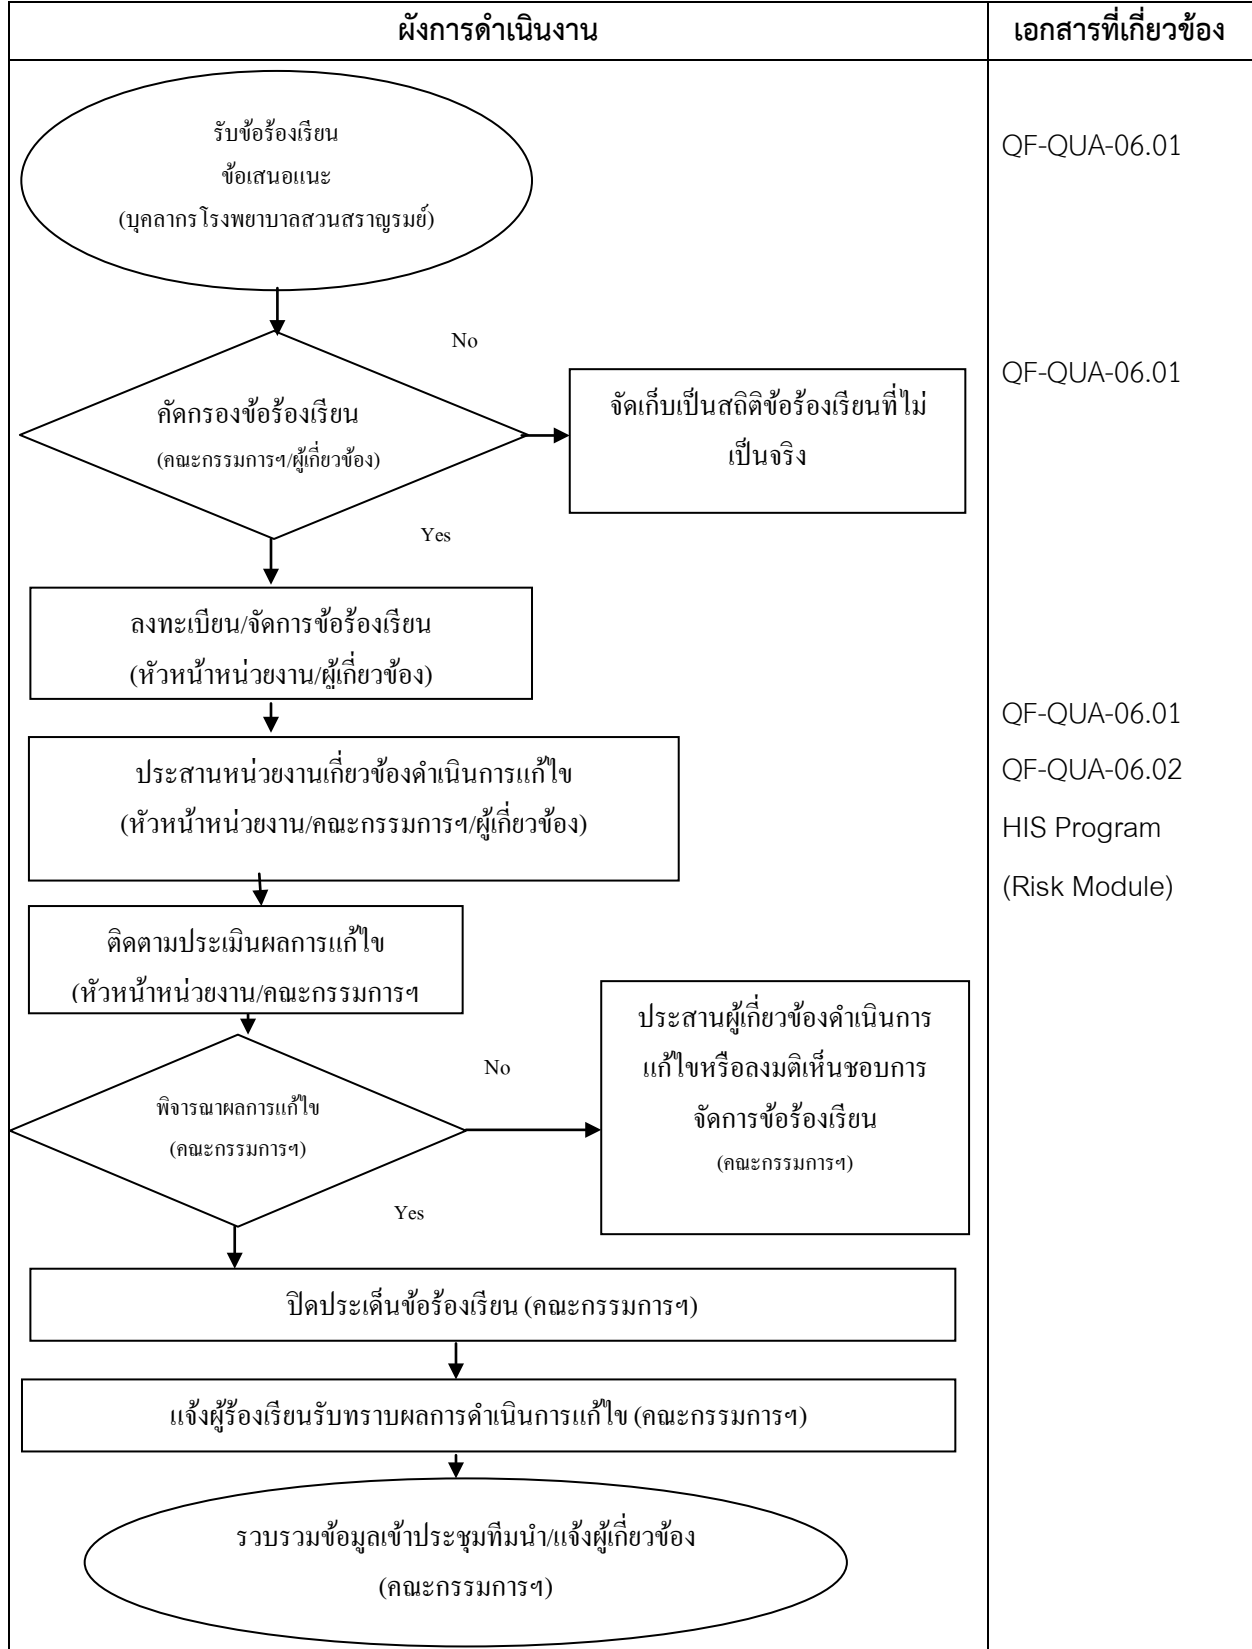 ผังการดำเนินงาน
เอกสารที่เกี่ยวข้อง
รับข้อร้องเรียน
ข้อเสนอแนะ
(บุคลากรโรงพยาบาลสวนสราญรมย์)
QF-QUA-06.01
No
คัดกรองข้อร้องเรียน
(คณะกรรมการฯ/ผู้เกี่ยวข้อง)
จัดเก็บเป็นสถิติข้อร้องเรียนที่ไม่
เป็นจริง
QF-QUA-06.01
Yes
ลงทะเบียน/จัดการข้อร้องเรียน
(หัวหน้าหน่วยงาน/ผู้เกี่ยวข้อง)
ประสานหน่วยงานเกี่ยวข้องดำเนินการแก้ไข
(หัวหน้าหน่วยงาน/คณะกรรมการฯ/ผู้เกี่ยวข้อง)
QF-QUA-06.01
QF-QUA-06.02
HIS Program
(Risk Module)
ติดตามประเมินผลการแก้ไข
(หัวหน้าหน่วยงาน/คณะกรรมการฯ
พิจารณาผลการแก้ไข
(คณะกรรมการฯ)
No
ประสานผู้เกี่ยวข้องดำเนินการ
แก้ไขหรือลงมติเห็นชอบการ
จัดการข้อร้องเรียน
(คณะกรรมการฯ)
Yes
ปิดประเด็นข้อร้องเรียน (คณะกรรมการฯ)
แจ้งผู้ร้องเรียนรับทราบผลการดำเนินการแก้ไข (คณะกรรมการฯ)
รวบรวมข้อมูลเข้าประชุมทีมนำ/แจ้งผู้เกี่ยวข้อง
(คณะกรรมการฯ)